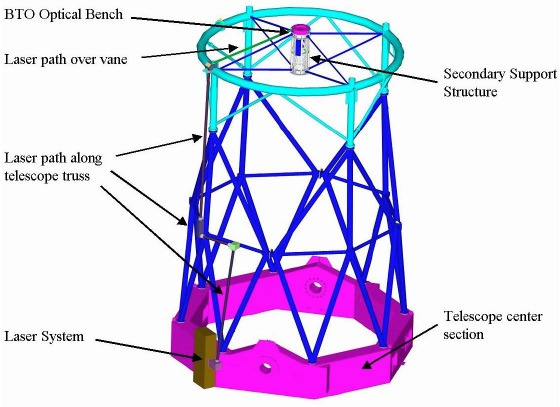 BTO Optical Bench
Laser path over vane
Secondary Support
Structure
Laser path along
telescope truss
Laser System
Telescope center
section